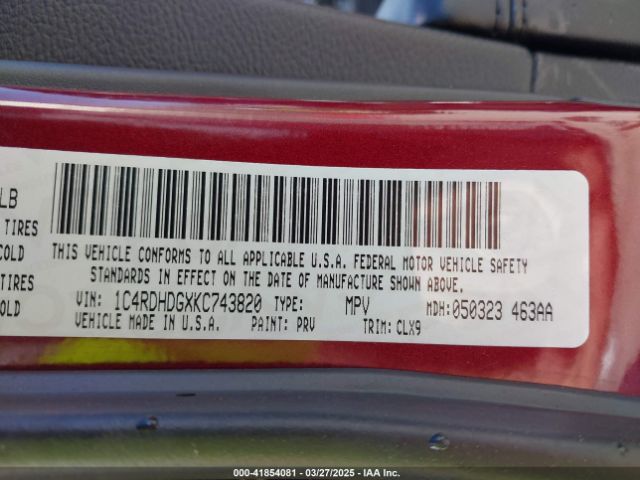 LB
TIRES
COLD
TIRES
COLD
THIS VEHICLE CONFORMS TO ALL APPLICABLE U.S.A. FEDERAL MOTOR VEHICLE SAFETY
STANDARDS IN EFFECT ON THE DATE OF MANUFACTURE SHOWN ABOVE.
VIN: 1C4RDHDGXKC743820 TYPE: MPV MDH:050323 463AA
VEHICLE MADE IN U.S.A. PAINT: PRV TRIM: CLX9
000-41854081 - 03/27/2025 - IAA Inc.